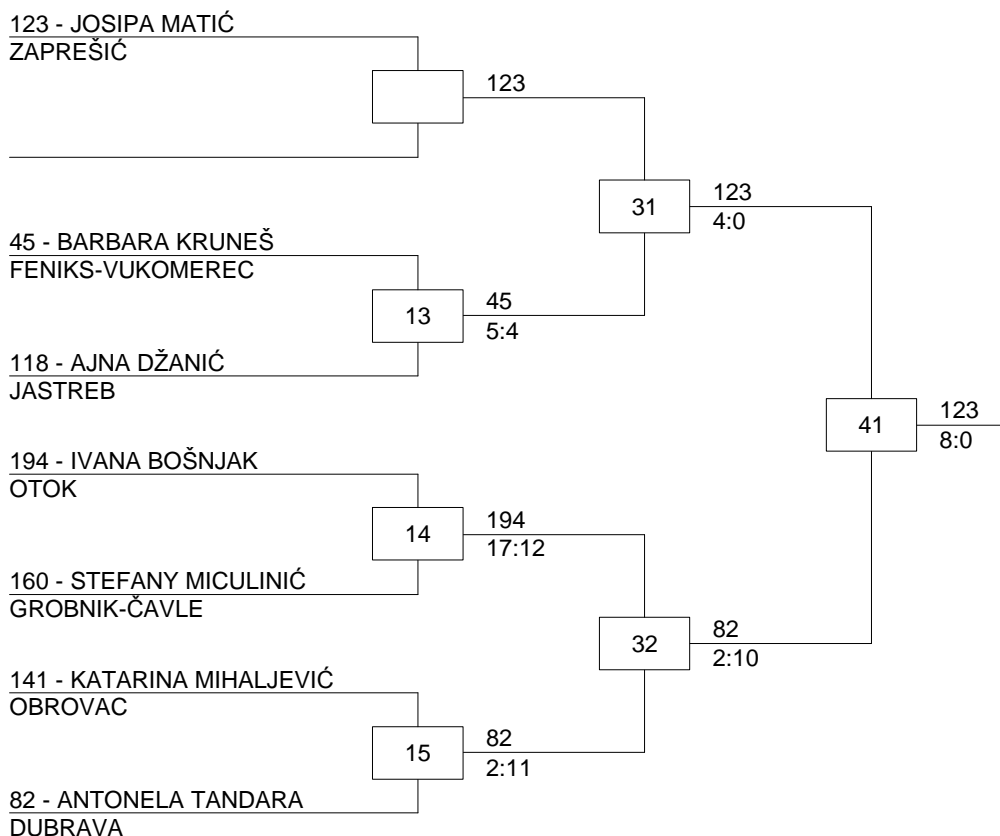 123 - JOSIPA MATIĆ
ZAPREŠIĆ
123
31
123
4:0
45 - BARBARA KRUNEŠ
FENIKS-VUKOMEREC
13
45
5:4
118 - AJNA DŽANIĆ
JASTREB
41
123
8:0
194 - IVANA BOŠNJAK
OTOK
14
194
17:12
160 - STEFANY MICULINIĆ
GROBNIK-ČAVLE
32
82
2:10
141 - KATARINA MIHALJEVIĆ
OBROVAC
15
82
2:11
82 - ANTONELA TANDARA
DUBRAVA